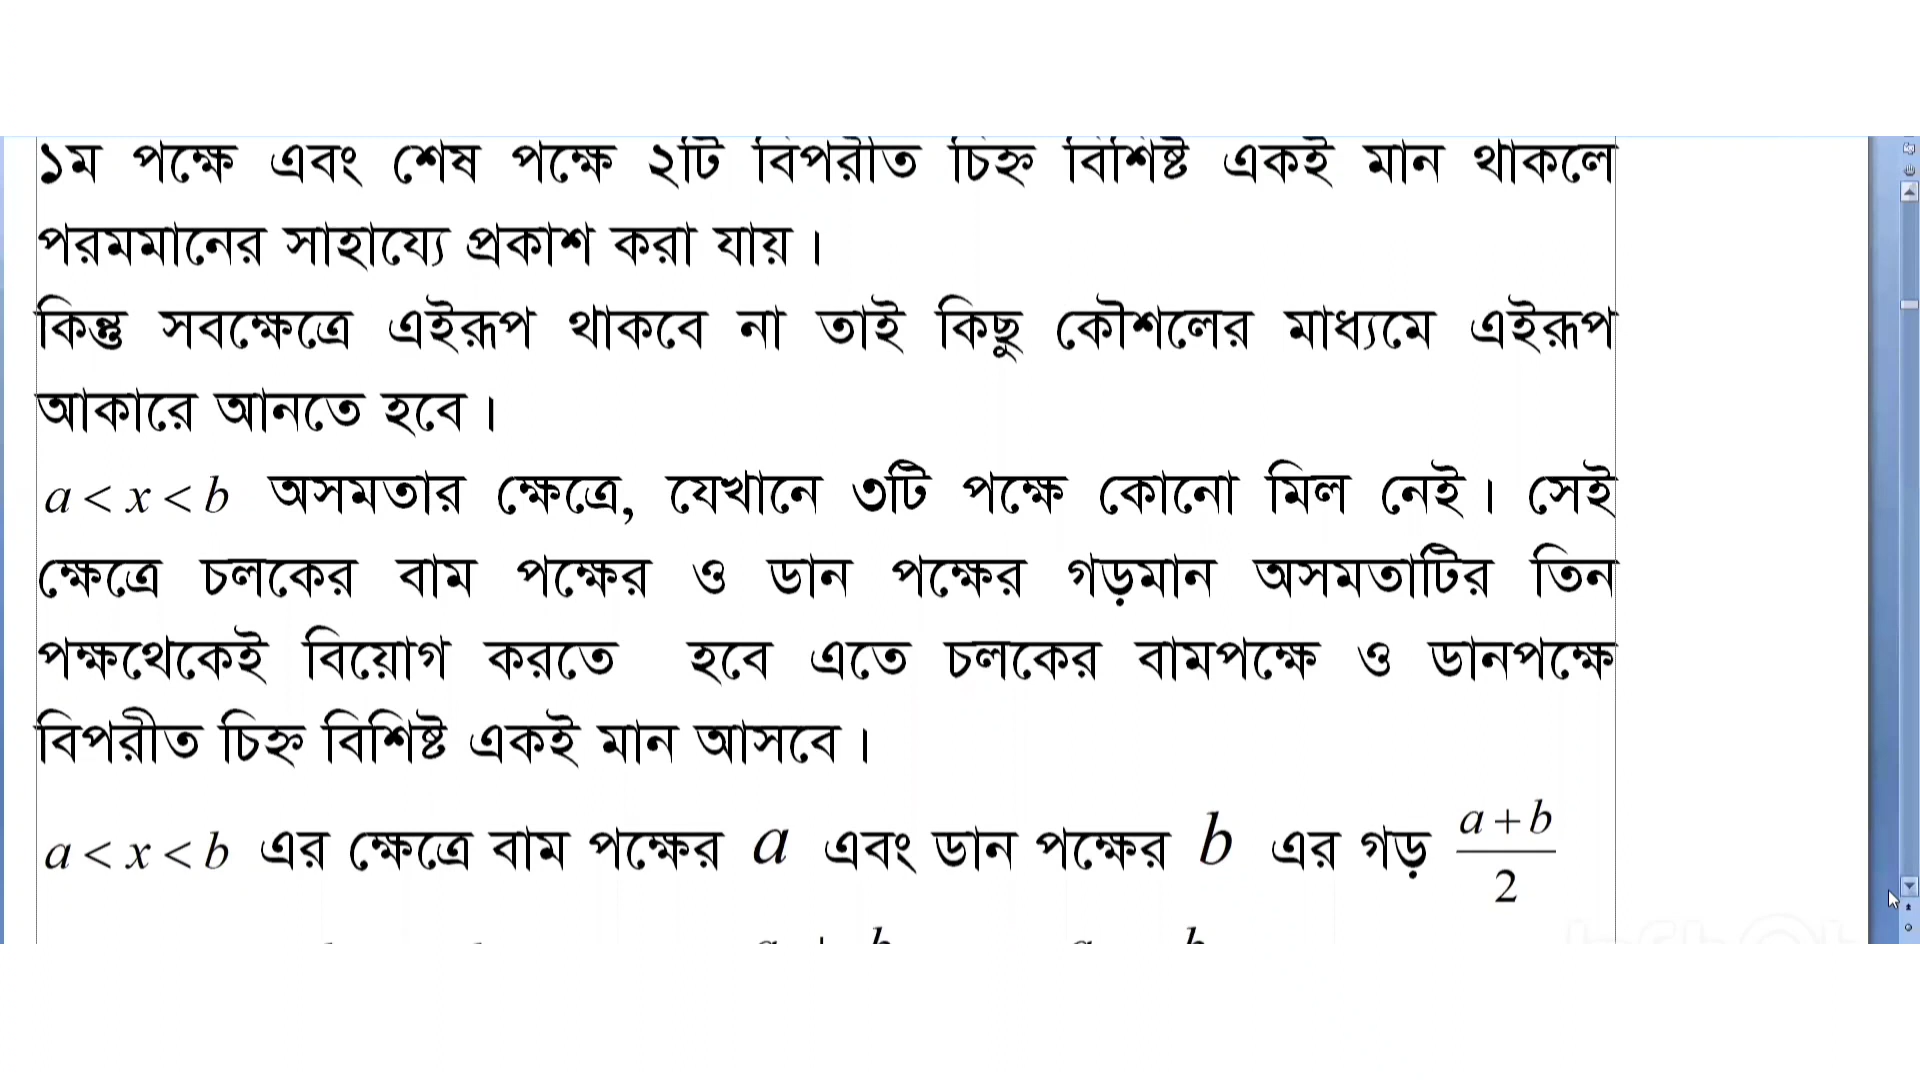 ১ম পক্ষে এবং শেষ পক্ষে ২টি বিপরীত চিহ্ন বিশিষ্ট একই মান থাকলে
পরমমানের সাহায্যে প্রকাশ করা যায়।
কিন্তু সবক্ষেত্রে এইরূপ থাকবে না তাই কিছু কৌশলের মাধ্যমে এইরূপ
আকারে আনতে হবে।
a < x < b অসমতার ক্ষেত্রে, যেখানে ৩টি পক্ষে কোনো মিল নেই। সেই
ক্ষেত্রে চলকের বাম পক্ষের ও ডান পক্ষের গড়মান অসমতাটির তিন
পক্ষথেকেই বিয়োগ করতে হবে এতে চলকের বামপক্ষে ও ডানপক্ষে
বিপরীত চিহ্ন বিশিষ্ট একই মান আসবে।
a < x < b এর ক্ষেত্রে বাম পক্ষের a এবং ডান পক্ষের b এর গড় \frac{a+b}{2}